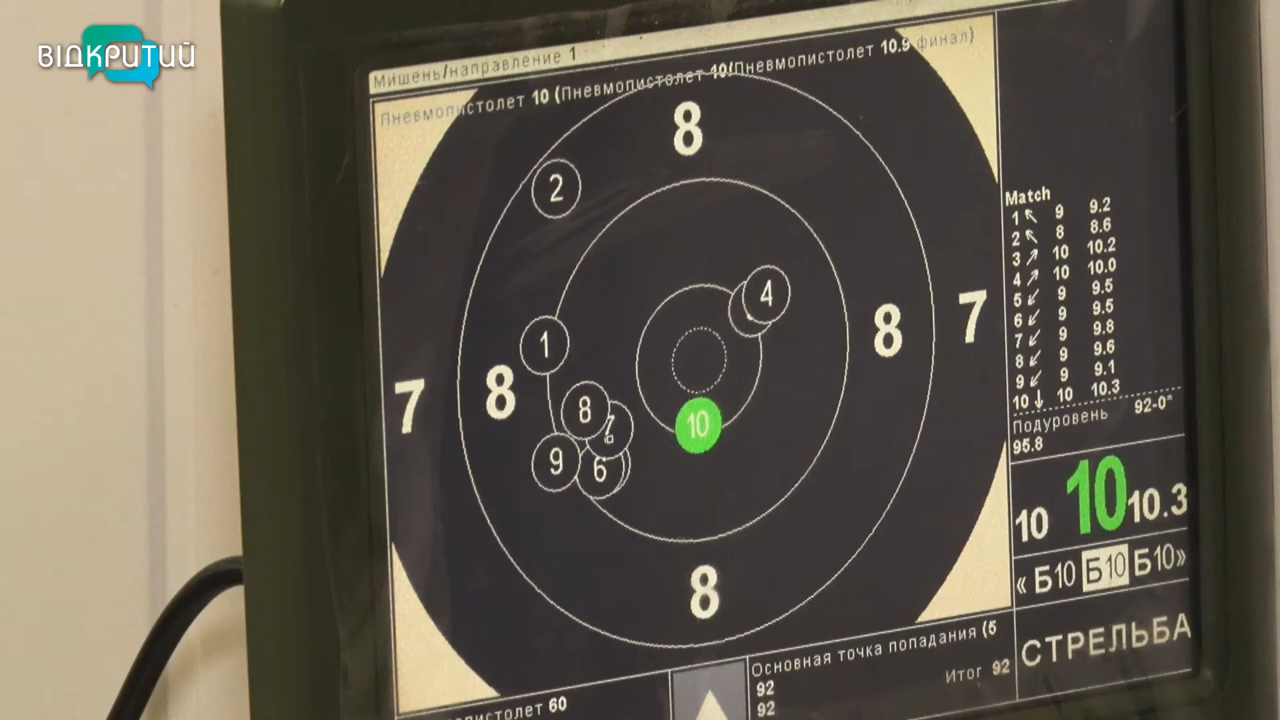 ВІДКРИТИЙ
Мишень/направление 1
Пневмопистолет 10 (Пневмопистолет 10/Пневмопистолет 10.9 финал)
8
2
Match
1 ↖ 9 9.2
2 ↖ 8 8.6
3 ↗ 10 10.2
4 ↗ 10 10.0
5 ↙ 9 9.5
6 ↙ 9 9.5
7 ↙ 9 9.8
8 ↙ 9 9.6
9 ↙ 9 9.1
10 ↓ 10 10.3
4
1
7 8 8 7
8
7
10
9 6
Подуровень 92-0*
95.8
10 10 10.3
« Б10 Б10 Б10»
8
СТРЕЛЬБА
Основная точка попадания (5
92 Итог 92
92
пистолет 60